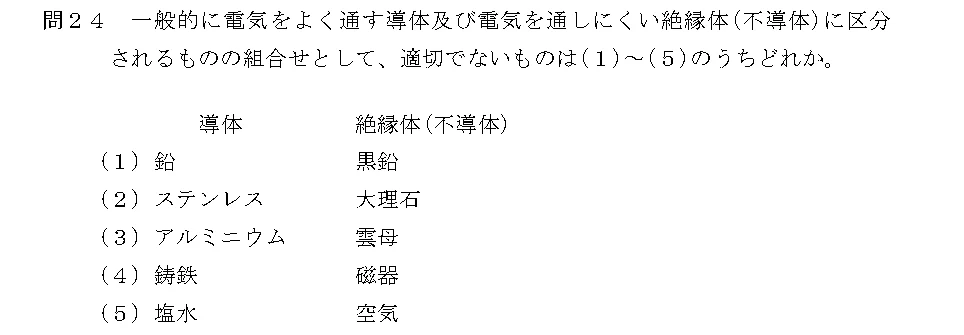 問２４　一般的に電気をよく通す導体及び電気を通しにくい絶縁体(不導体)に区分
されるものの組合せとして、適切でないものは(１)～(５)のうちどれか。
導体　絶縁体(不導体)
(１) 鉛　黒鉛
(２) ステンレス　大理石
(３) アルミニウム　雲母
(４) 鋳鉄　磁器
(５) 塩水　空気